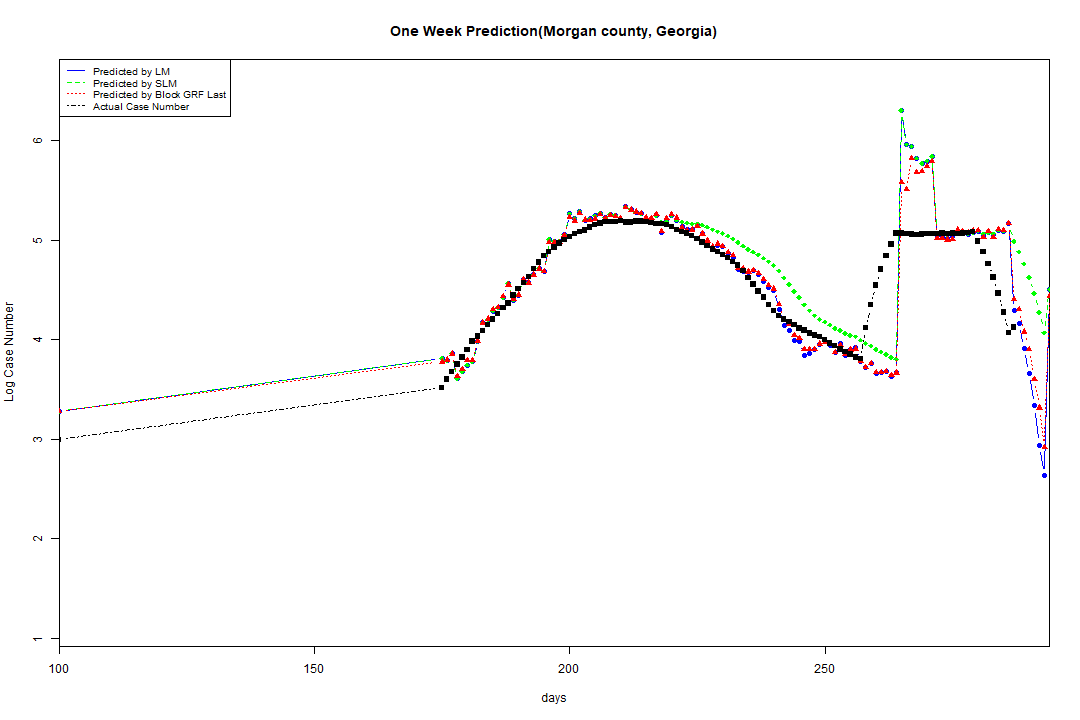 One Week Prediction(Morgan county, Georgia)
Predicted by LM
Predicted by SLM
Predicted by Block GRF Last
Actual Case Number
6
5
4
3
2
1
Log Case Number
100 150 200 250
days